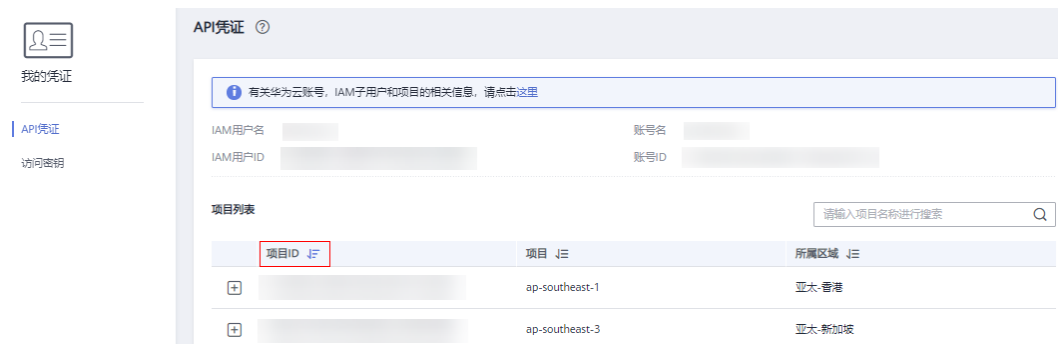 API凭证
我的凭证
有关华为云账号，IAM子用户和项目的相关信息，请点击这里
API凭证
IAM用户名
账号名
访问密钥
IAM用户ID
账号ID
项目列表
请输入项目名称进行搜索
项目ID 项目 所属区域
ap-southeast-1 亚太-香港
ap-southeast-3 亚太-新加坡